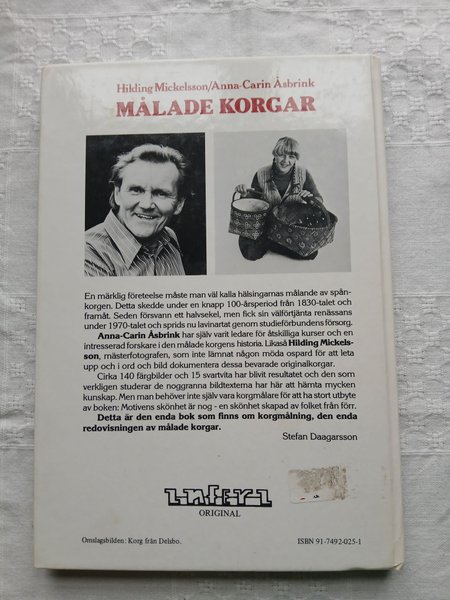 Hilding Mickelsson/Anna-Carin Åsbrink
MÅLADE KORGAR
En märklig företeelse måste man väl kalla hälsingarnas målande av spån-
korgen. Detta skedde under en knapp 100-årsperiod från 1830-talet och
framåt. Seden försvann ett halvsekel, men fick sin välförtjänta renässans
under 1970-talet och sprids nu lavinartat genom studieförbundens försorg.
Anna-Carin Åsbrink har själv varit ledare för åtskilliga kurser och en
intresserad forskare i den målade korgens historia. Likaså Hilding Mickels-
son, mästerfotografen, som inte lämnat någon möda ospard för att leta
upp och i ord och bild dokumentera dessa bevarade originalkorgar.
Cirka 140 färgbilder och 15 svartvita har blivit resultatet och den som
verkligen studerar de noggranna bildtexterna har här att hämta mycken
kunskap. Men man behöver inte själv vara korgmålare för att ha stort utbyte
av boken: Motivens skönhet är nog - en skönhet skapad av folket från förr.
Detta är den enda bok som finns om korgmålning, den enda
redovisningen av målade korgar.
Stefan Daagarsson
ORIGINAL
Omslagsbilden: Korg från Delsbo.
ISBN 91-7492-025-1